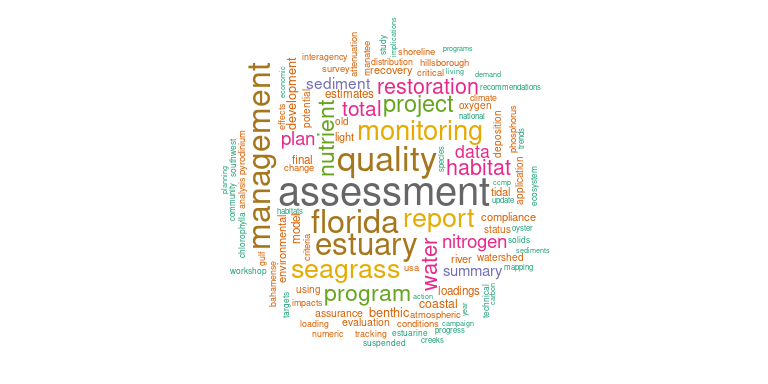 implications
study
shoreline
programs
interagency
attenuation
manatee
distribution
hillsborough
survey
recovery
critical
living
demand
economic
development
sediment
restoration
recommendations
management
potential
estimates
climate
effects
total
project
oxygen
national
old
monitoring
deposition
phosphorus
trends
plan
nutrient
light
southwest
pyrodinium
final
change
quality
species
data
habitat
ccmp
application
ecosystem
planning
community
analysis
assessment
tidal
update
habitats
chlorophylla
environmental
model
florida
report
compliance
status
oyster
criteria
estuary
water
nitrogen
solids
sediments
gulf
river
watershed
workshop
seagrass
usa
summary
mapping
bahamense
targets
using
program
action
loadings
technical
carbon
impacts
coastal
year
assurance
benthic
atmospheric
loading
evaluation
conditions
campaign
numeric
tracking
estuarine
progress
suspended
creeks